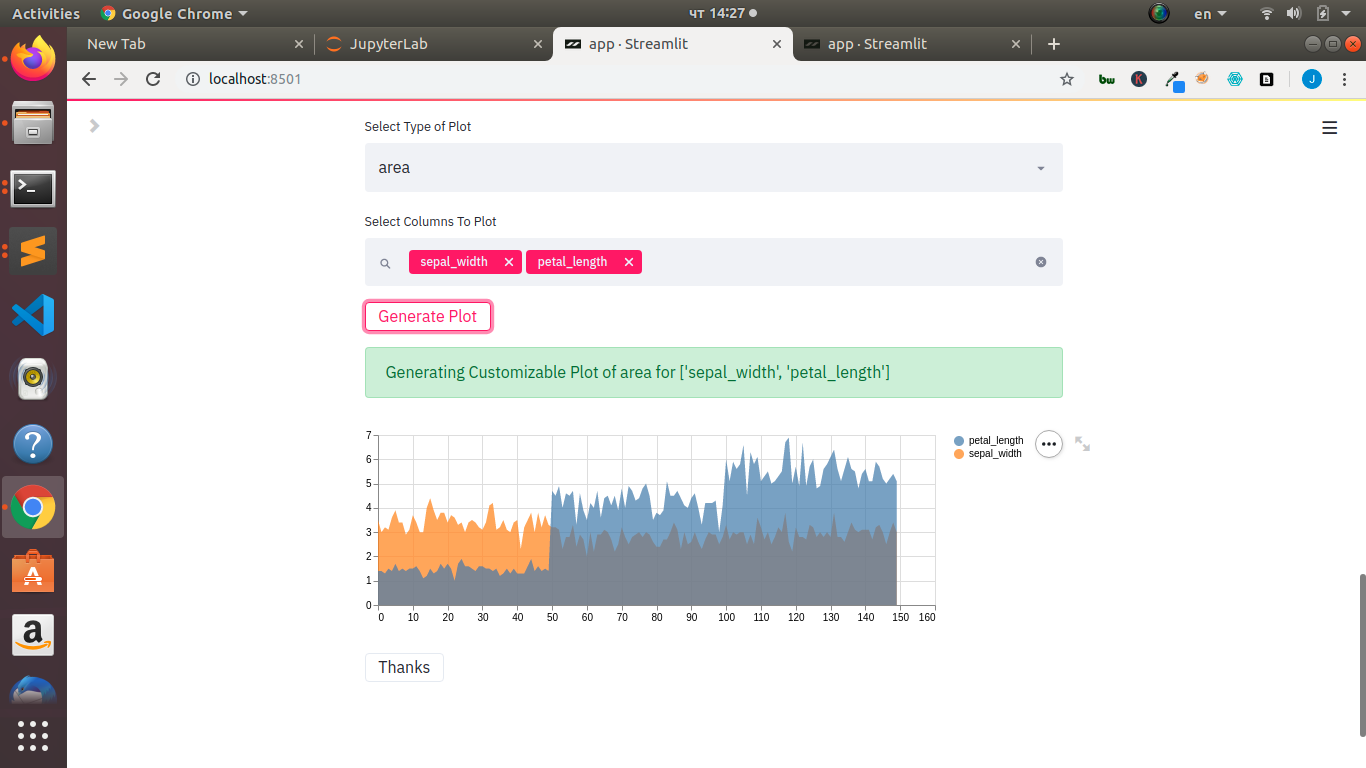 Activities Google Chrome чт 14:27 en
New Tab JupyterLab app · Streamlit app · Streamlit
localhost:8501 bw K J
Select Type of Plot
area
Select Columns To Plot
sepal_width petal_length
Generate Plot
Generating Customizable Plot of area for ['sepal_width', 'petal_length']
7
6
5
4
3
2
1
0
0 10 20 30 40 50 60 70 80 90 100 110 120 130 140 150 160
petal_length
sepal_width
Thanks